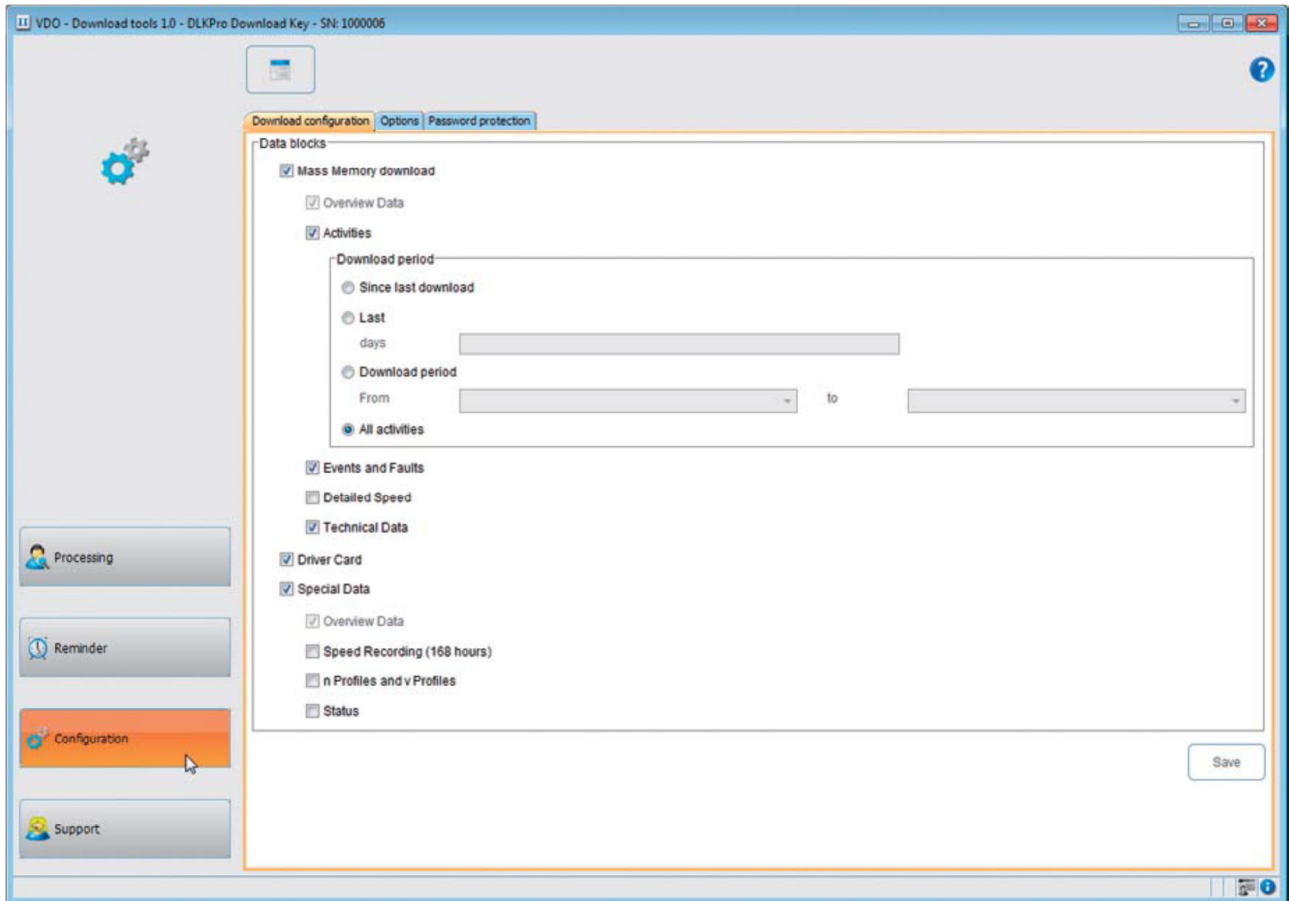 VDO - Download tools 1.0 - DLKPro Download Key - SN: 1000006
Download configuration Options Password protection
Data blocks
Mass Memory download
Overview Data
Activities
Download period
Since last download
Last
days
Download period
From to
All activities
Events and Faults
Detailed Speed
Technical Data
Driver Card
Special Data
Overview Data
Speed Recording (168 hours)
n Profiles and v Profiles
Status
Save
Processing
Reminder
Configuration
Support